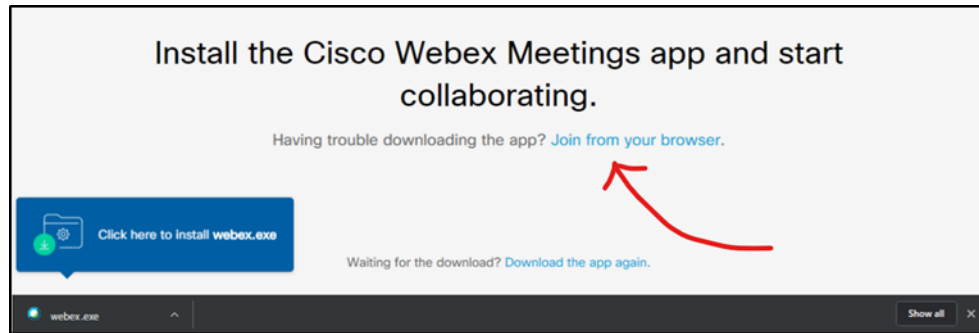 Install the Cisco Webex Meetings app and start
collaborating.
Having trouble downloading the app? Join from your browser.
Click here to install webex.exe
Waiting for the download? Download the app again.
webex.exe
Show all